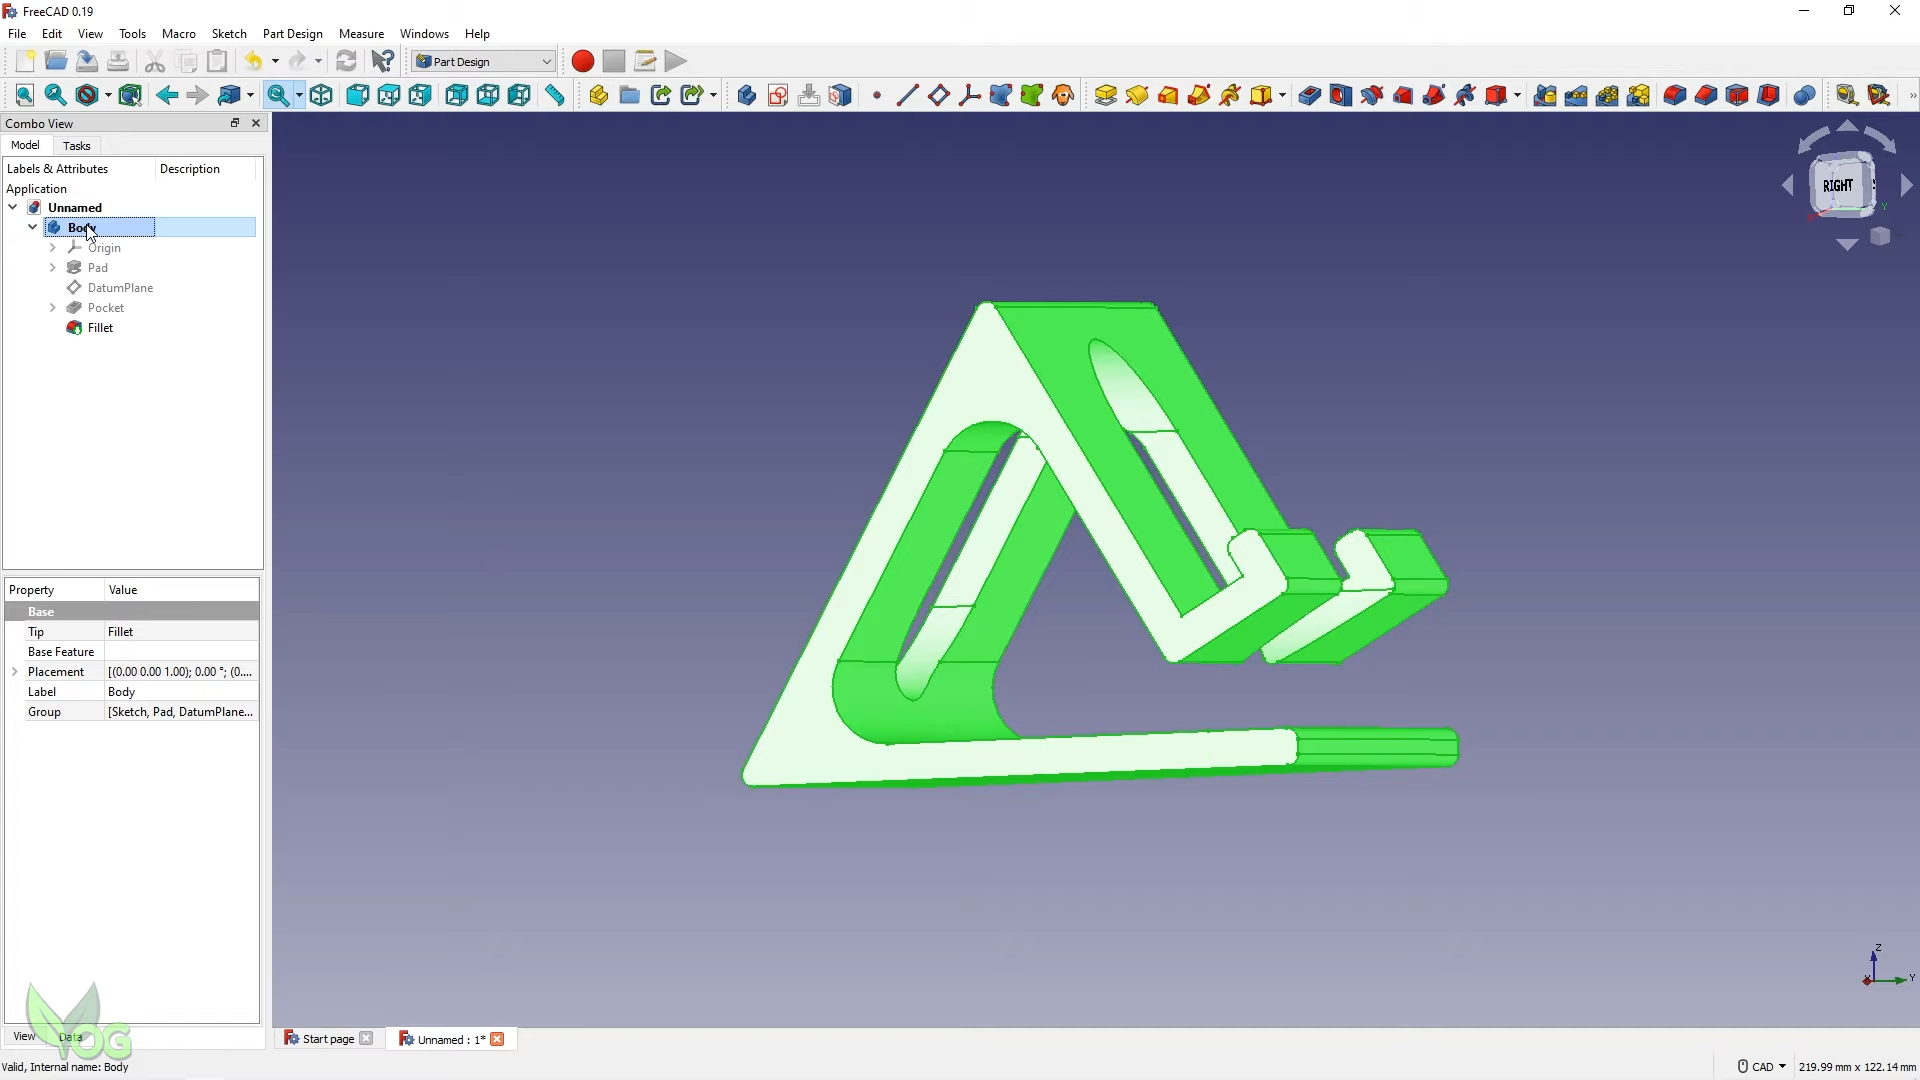 FreeCAD 0.19
File Edit View Tools Macro Sketch Part Design Measure Windows Help
Part Design
Combo View
Model Tasks
Labels & Attributes Description
Application
Unnamed
Body
Origin
Pad
DatumPlane
Pocket
Fillet
RIGHT
Y
Property Value
Base
Tip Fillet
Base Feature
Placement [(0.00 0.00 1.00); 0.00 °; (0....
Label Body
Group [Sketch, Pad, DatumPlane...
Z
X Y
View Data
OG
Start page Unnamed : 1*
Valid, Internal name: Body CAD 219.99 mm x 122.14 mm